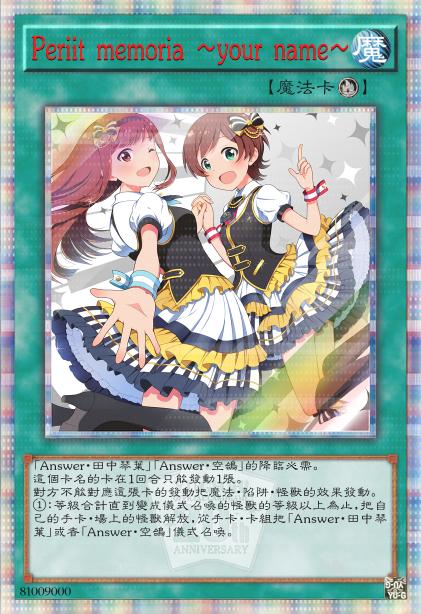 Periit memoria ~your name~
魔
【魔法卡】
「Answer・田中琴葉」「Answer・空鴿」的降臨必需。
這個卡名的卡在1回合只能發動1張。
對方不能對應這張卡的發動把魔法・陷阱・怪獸的效果發動。
①:等級合計直到變成儀式召喚的怪獸的等級以上為止,把自
己的手卡・場上的怪獸解放,從手卡・卡組把「Answer・田中琴
葉」或者「Answer・空鴿」儀式召喚。
ANNIVERSARY
81009000